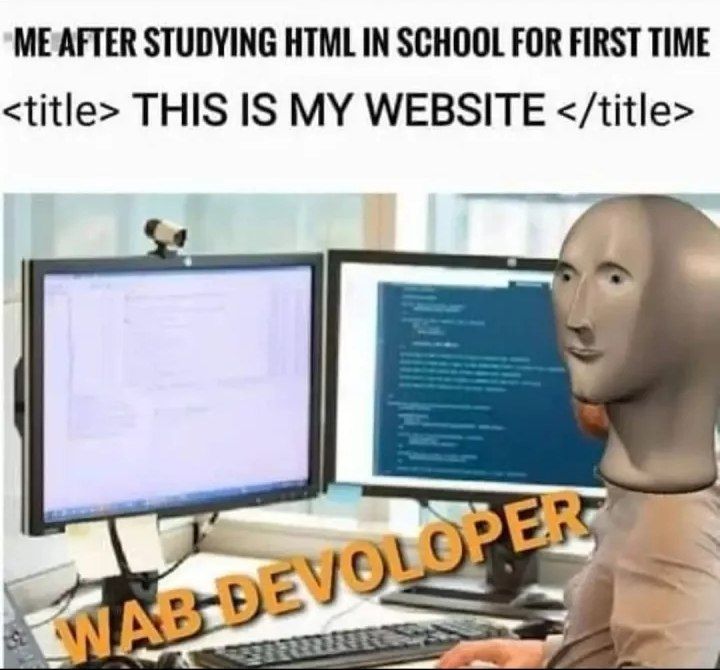 ME AFTER STUDYING HTML IN SCHOOL FOR FIRST TIME
<title> THIS IS MY WEBSITE </title>
WAB DEVOLOPER